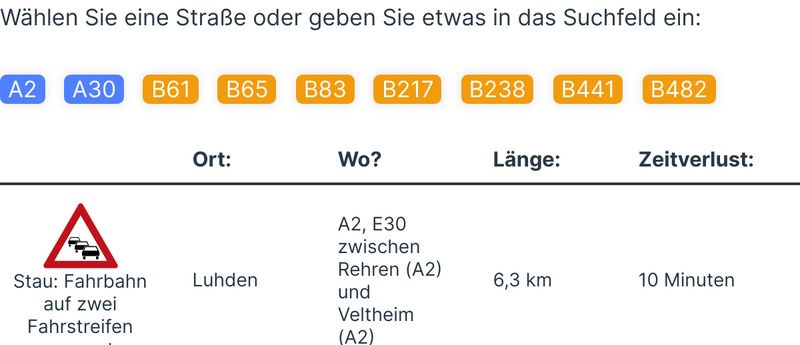 Wählen Sie eine Straße oder geben Sie etwas in das Suchfeld ein:
A2 A30 B61 B65 B83 B217 B238 B441 B482
Ort: Wo? Länge: Zeitverlust:
Stau: Fahrbahn
auf zwei
Fahrstreifen
Luhden
A2, E30
zwischen
Rehren (A2)
und
Veltheim
(A2)
6,3 km
10 Minuten